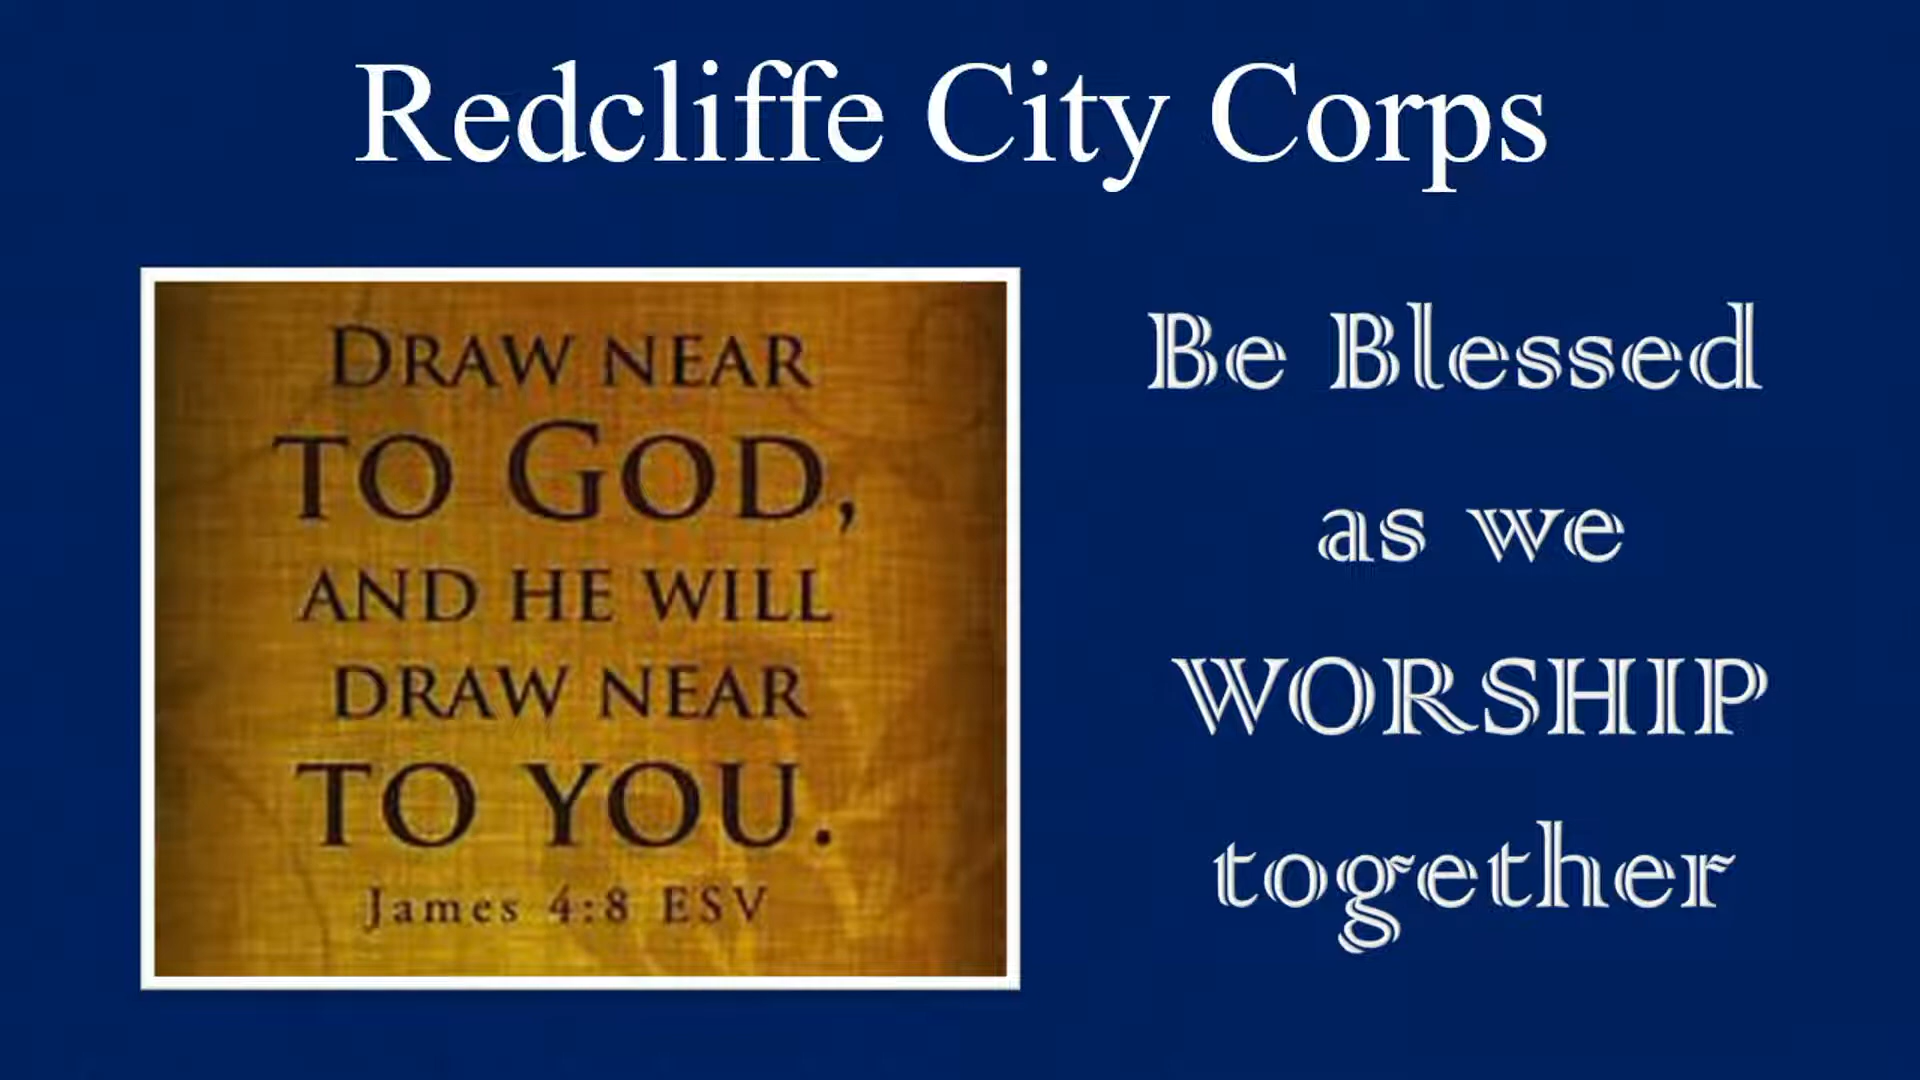 Redcliffe City Corps
DRAW NEAR
TO GOD,
AND HE WILL
DRAW NEAR
TO YOU.
James 4:8 ESV
Be Blessed
as we
WORSHIP
together